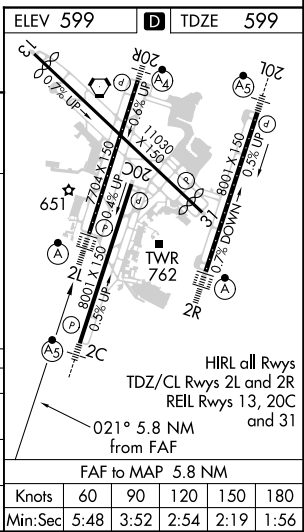 ELEV 599
D
TDZE 599
13
20R
20L
P
A4
A5
0.7% UP
0.6% UP
11030 X 150
P
0.5% UP
8001 X 150
7704 X 150
20C
0.4% UP
P
P
31
651
A
P
2L
TWR
762
0.7% DOWN
A
2R
8001 X 150
0.5% UP
P
A5
2C
HIRL all Rwys
TDZ/CL Rwys 2L and 2R
REIL Rwys 13, 20C
and 31
021° 5.8 NM
from FAF
FAF to MAP 5.8 NM
Knots 60 90 120 150 180
Min:Sec 5:48 3:52 2:54 2:19 1:56